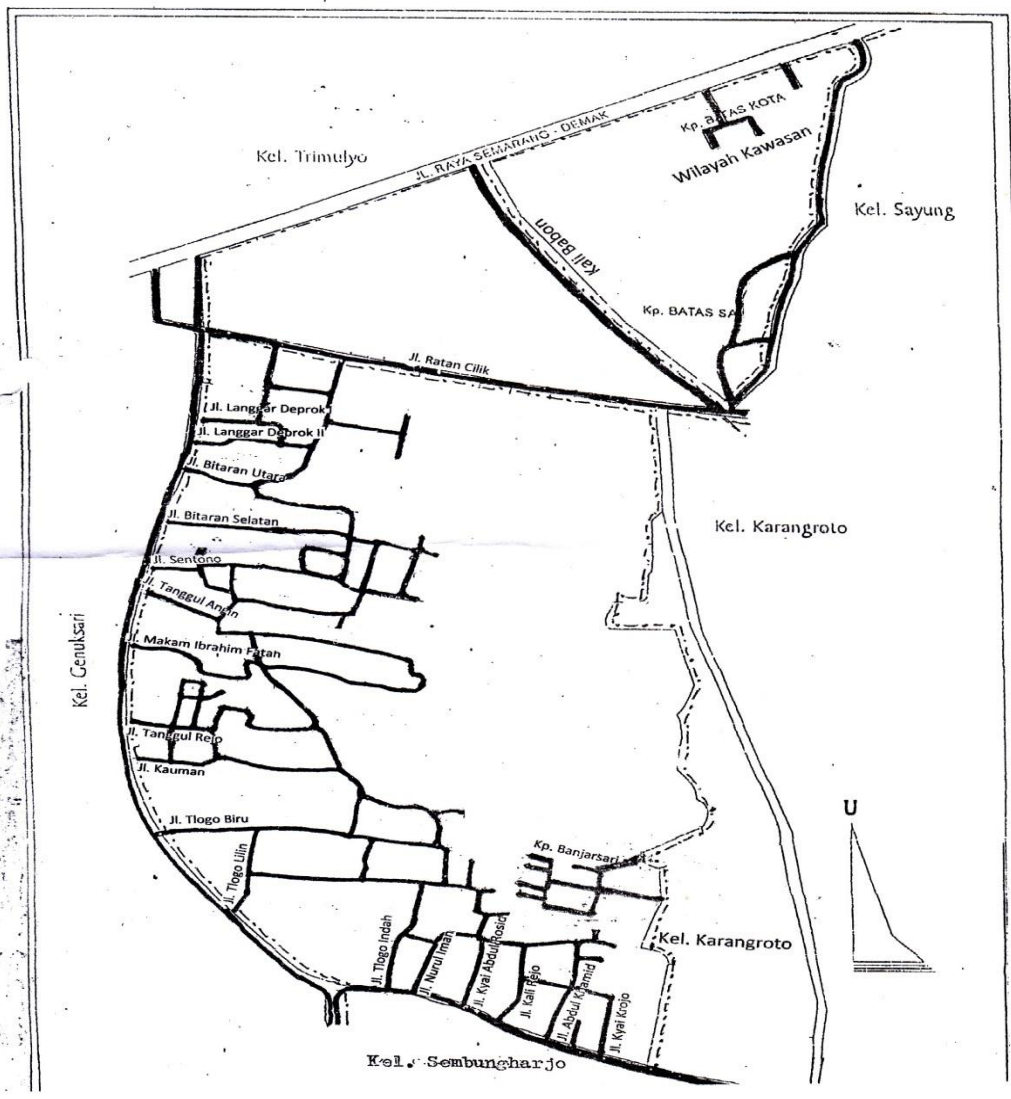 Kel. Trimulyo
JL. RAYA SEMARANG - DEMAK
Kp. BATAS KOTA
Wilayah Kawasan
Kel. Sayung
Kali Babon
Kp. BATAS SA
Jl. Ratan Cilik
Jl. Langgar Deprok I
Jl. Langgar Deprok II
Jl. Bitaran Utara
Jl. Bitaran Selatan
Kel. Karangroto
Jl. Sentono
Jl. Tanggul Angin
Kel. Genuksari
Jl. Makam Ibrahim Fatah
Jl. Tanggul Rejo
Jl. Kauman
Jl. Tlogo Biru
U
Jl. Tlogo Lilin
Kp. Banjarsari
Jl. Tlogo Indah
Jl. Nurul Iman
Jl. Kyai Abdul Rosid
Jl. Kali Rejo
Jl. Abdul Khamid
Jl. Kyai Krojo
Kel. Karangroto
Kel. Sembungharjo